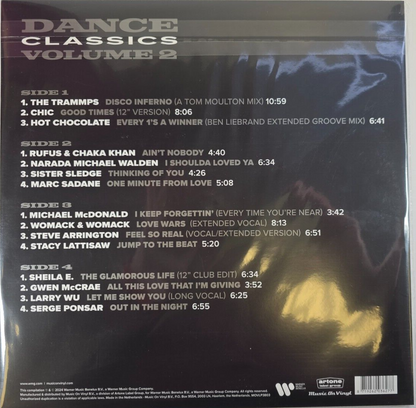 DANCE
CLASSICS
VOLUME 2
SIDE 1
1. THE TRAMMPS DISCO INFERNO (A TOM MOULTON MIX) 10:59
2. CHIC GOOD TIMES (12" VERSION) 8:06
3. HOT CHOCOLATE EVERY 1'S A WINNER (BEN LIEBRAND EXTENDED GROOVE MIX) 6:41
SIDE 2
1. RUFUS & CHAKA KHAN AIN'T NOBODY 4:40
2. NARADA MICHAEL WALDEN I SHOULDA LOVED YA 6:34
3. SISTER SLEDGE THINKING OF YOU 4:26
4. MARC SADANE ONE MINUTE FROM LOVE 5:08
SIDE 3
1. MICHAEL McDONALD I KEEP FORGETTIN' (EVERY TIME YOU'RE NEAR) 3:42
2. WOMACK & WOMACK LOVE WARS (EXTENDED VOCAL) 8:13
3. STEVE ARRINGTON FEEL SO REAL (VOCAL/EXTENDED VERSION) 6:51
4. STACY LATTISAW JUMP TO THE BEAT 5:20
SIDE 4
1. SHEILA E. THE GLAMOROUS LIFE (12" CLUB EDIT) 6:34
2. GWEN McCRAE ALL THIS LOVE THAT I'M GIVING 3:52
3. LARRY WU LET ME SHOW YOU (LONG VOCAL) 6:25
4. SERGE PONSAR OUT IN THE NIGHT 6:55
artone
label group
Music On Vinyl